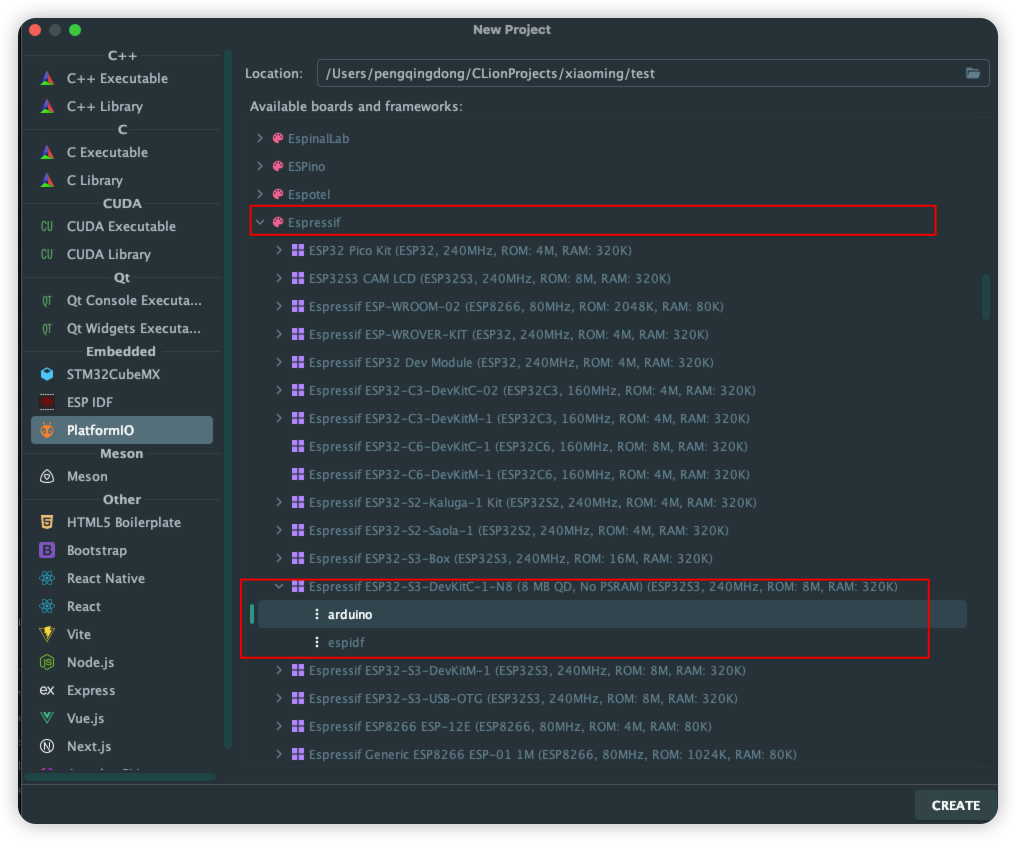 New Project
C++
C++ Executable
C++ Library
C
C Executable
C Library
CUDA
CU CUDA Executable
CU CUDA Library
Qt
QT Qt Console Executa...
QT Qt Widgets Executa...
Embedded
STM32CubeMX
ESP IDF
PlatformIO
Meson
Meson
Other
5 HTML5 Boilerplate
B Bootstrap
React Native
React
Vite
JS Node.js
ex Express
Vue.js
N Next.js
Location: /Users/pengqingdong/CLionProjects/xiaoming/test
Available boards and frameworks:
EspinalLab
ESPino
Espotel
Espressif
ESP32 Pico Kit (ESP32, 240MHz, ROM: 4M, RAM: 320K)
ESP32S3 CAM LCD (ESP32S3, 240MHz, ROM: 8M, RAM: 320K)
Espressif ESP-WROOM-02 (ESP8266, 80MHz, ROM: 2048K, RAM: 80K)
Espressif ESP-WROVER-KIT (ESP32, 240MHz, ROM: 4M, RAM: 320K)
Espressif ESP32 Dev Module (ESP32, 240MHz, ROM: 4M, RAM: 320K)
Espressif ESP32-C3-DevKitC-02 (ESP32C3, 160MHz, ROM: 4M, RAM: 320K)
Espressif ESP32-C3-DevKitM-1 (ESP32C3, 160MHz, ROM: 4M, RAM: 320K)
Espressif ESP32-C6-DevKitC-1 (ESP32C6, 160MHz, ROM: 8M, RAM: 320K)
Espressif ESP32-C6-DevKitM-1 (ESP32C6, 160MHz, ROM: 4M, RAM: 320K)
Espressif ESP32-S2-Kaluga-1 Kit (ESP32S2, 240MHz, ROM: 4M, RAM: 320K)
Espressif ESP32-S2-Saola-1 (ESP32S2, 240MHz, ROM: 4M, RAM: 320K)
Espressif ESP32-S3-Box (ESP32S3, 240MHz, ROM: 16M, RAM: 320K)
Espressif ESP32-S3-DevKitC-1-N8 (8 MB QD, No PSRAM) (ESP32S3, 240MHz, ROM: 8M, RAM: 320K)
arduino
espidf
Espressif ESP32-S3-DevKitM-1 (ESP32S3, 240MHz, ROM: 8M, RAM: 320K)
Espressif ESP32-S3-USB-OTG (ESP32S3, 240MHz, ROM: 8M, RAM: 320K)
Espressif ESP8266 ESP-12E (ESP8266, 80MHz, ROM: 4M, RAM: 80K)
Espressif Generic ESP8266 ESP-01 1M (ESP8266, 80MHz, ROM: 1024K, RAM: 80K)
CREATE